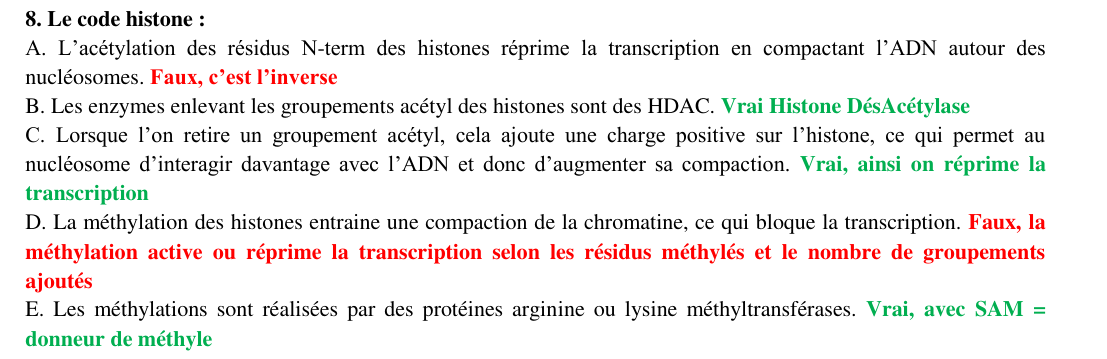 8. Le code histone :
A. L’acétylation des résidus N-term des histones réprime la transcription en compactant l’ADN autour des
nucléosomes. Faux, c’est l’inverse
B. Les enzymes enlevant les groupements acétyl des histones sont des HDAC. Vrai Histone DésAcétylase
C. Lorsque l’on retire un groupement acétyl, cela ajoute une charge positive sur l’histone, ce qui permet au
nucléosome d’interagir davantage avec l’ADN et donc d’augmenter sa compaction. Vrai, ainsi on réprime la
transcription
D. La méthylation des histones entraine une compaction de la chromatine, ce qui bloque la transcription. Faux, la
méthylation active ou réprime la transcription selon les résidus méthylés et le nombre de groupements
ajoutés
E. Les méthylations sont réalisées par des protéines arginine ou lysine méthyltransférases. Vrai, avec SAM =
donneur de méthyle